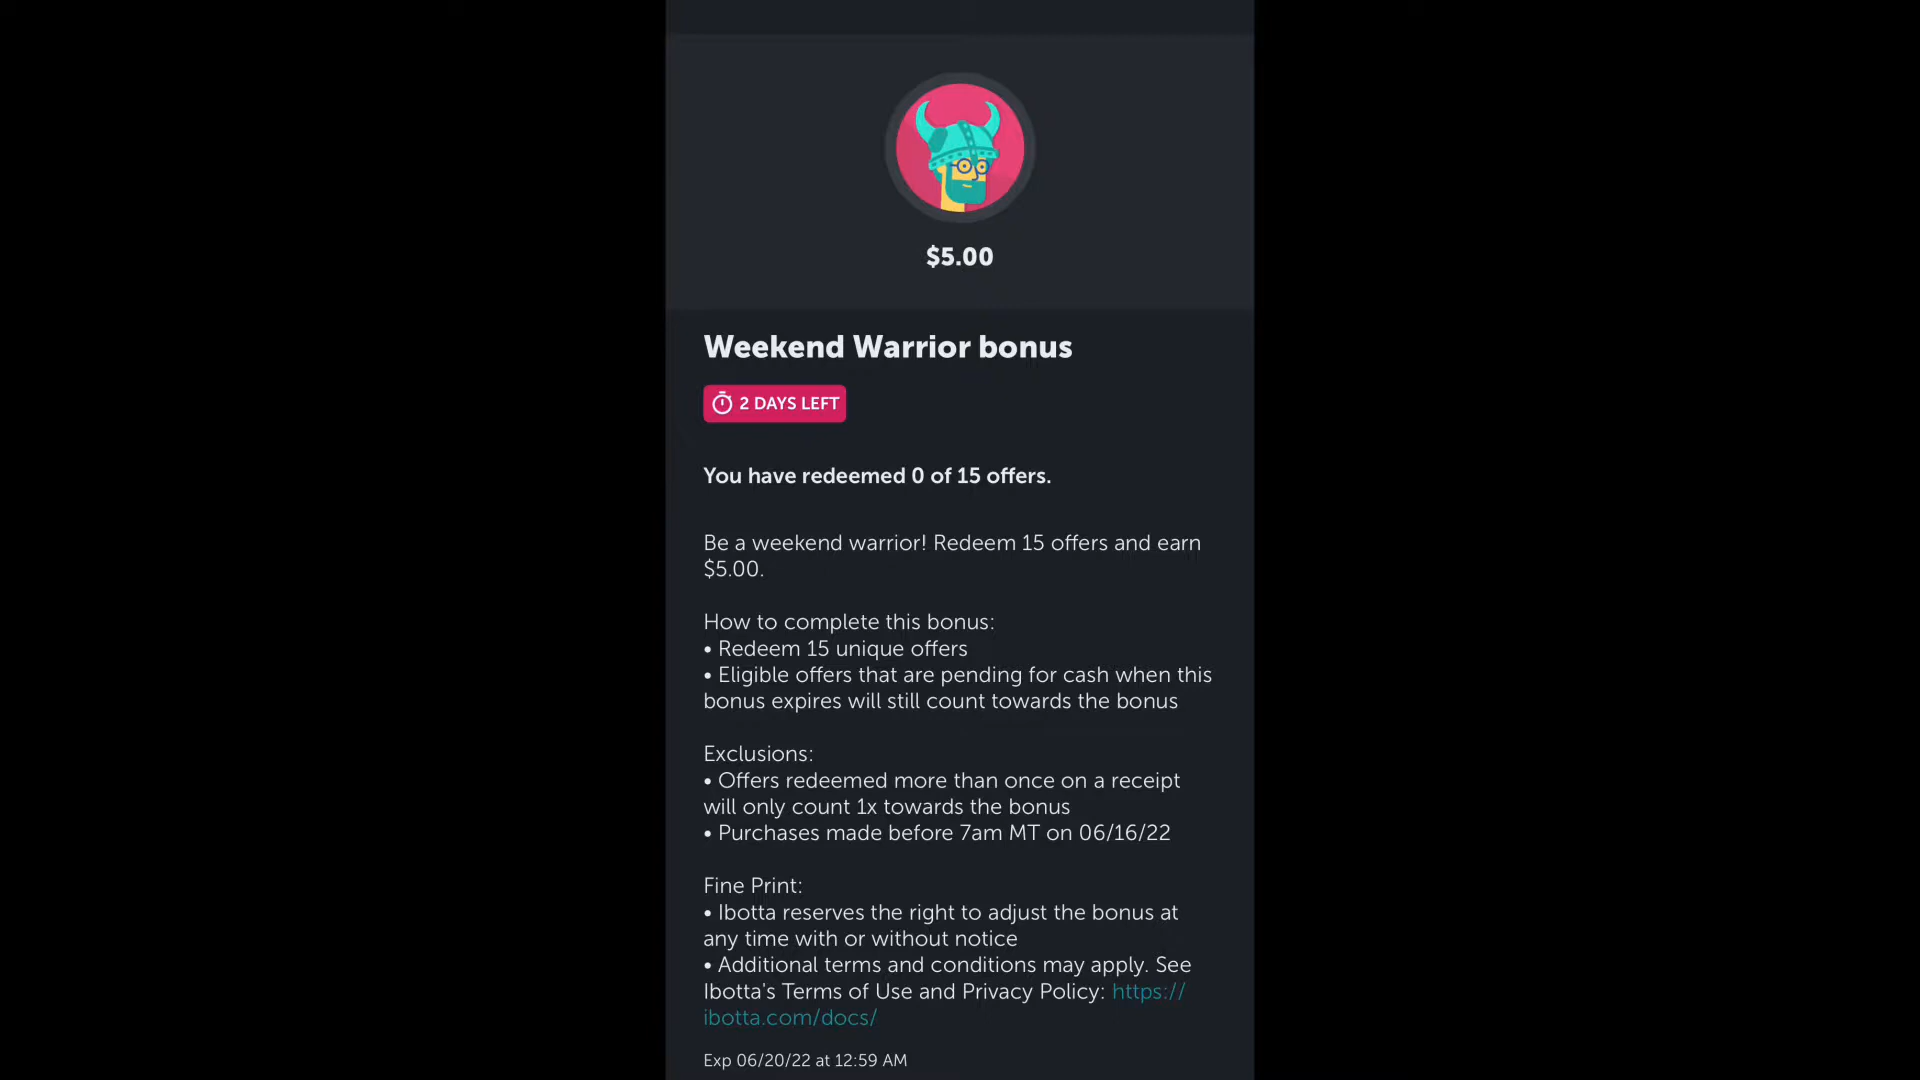 $5.00
Weekend Warrior bonus
2 DAYS LEFT
You have redeemed 0 of 15 offers.
Be a weekend warrior! Redeem 15 offers and earn
$5.00.
How to complete this bonus:
• Redeem 15 unique offers
• Eligible offers that are pending for cash when this
bonus expires will still count towards the bonus
Exclusions:
• Offers redeemed more than once on a receipt
will only count 1x towards the bonus
• Purchases made before 7am MT on 06/16/22
Fine Print:
• Ibotta reserves the right to adjust the bonus at
any time with or without notice
• Additional terms and conditions may apply. See
Ibotta's Terms of Use and Privacy Policy: https://
ibotta.com/docs/
Exp 06/20/22 at 12:59 AM